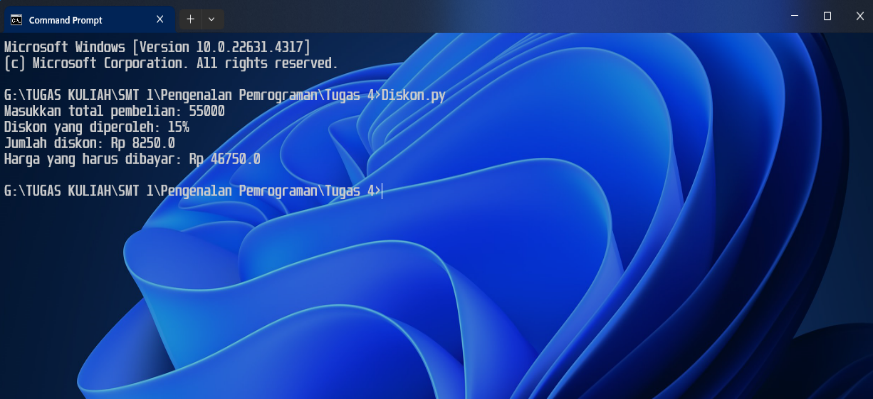 Command Prompt
Microsoft Windows [Version 10.0.22631.4317]
(c) Microsoft Corporation. All rights reserved.
G:\TUGAS KULIAH\SMT 1\Pengenalan Pemrograman\Tugas 4>Diskon.py
Masukkan total pembelian: 55000
Diskon yang diperoleh: 15%
Jumlah diskon: Rp 8250.0
Harga yang harus dibayar: Rp 46750.0
G:\TUGAS KULIAH\SMT 1\Pengenalan Pemrograman\Tugas 4>